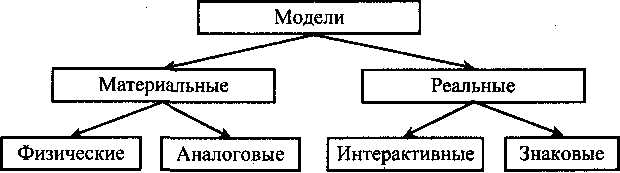 Модели
Материальные
Реальные
Физические
Аналоговые
Интерактивные
Знаковые